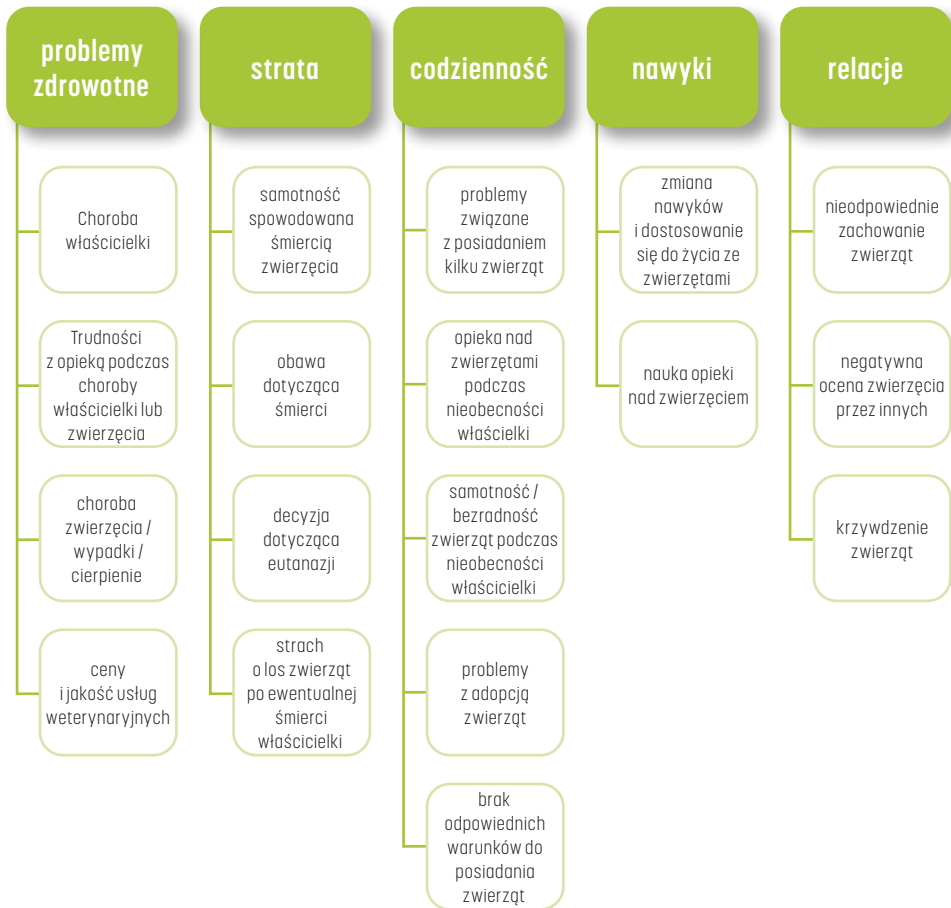 problemy
zdrowotne
Choroba
właścicielki
Trudności
z opieką podczas
choroby
właścicielki lub
zwierzęcia
choroba
zwierzęcia /
wypadki /
cierpienie
ceny
i jakość usług
weterynaryjnych
strata
samotność
spowodowana
śmiercią
zwierzęcia
obawa
dotycząca
śmierci
decyzja
dotycząca
eutanazji
strach
o los zwierząt
po ewentualnej
śmierci
właścicielki
codzienność
problemy
związane
z posiadaniem
kilku zwierząt
opieka nad
zwierzętami
podczas
nieobecności
właścielki
samotność /
bezradność
zwierząt podczas
nieobecności
właścicielki
problemy
z adopcją
zwierząt
brak
odpowiednich
warunków do
posiadania
zwierząt
nawyki
zmiana
nawyków
i dostosowanie
się do życia ze
zwierzętami
nauka opieki
nad zwierzęciem
relacje
nieodpowiednie
zachowanie
zwierząt
negatywna
ocena zwierzęcia
przez innych
krzywdzenie
zwierząt